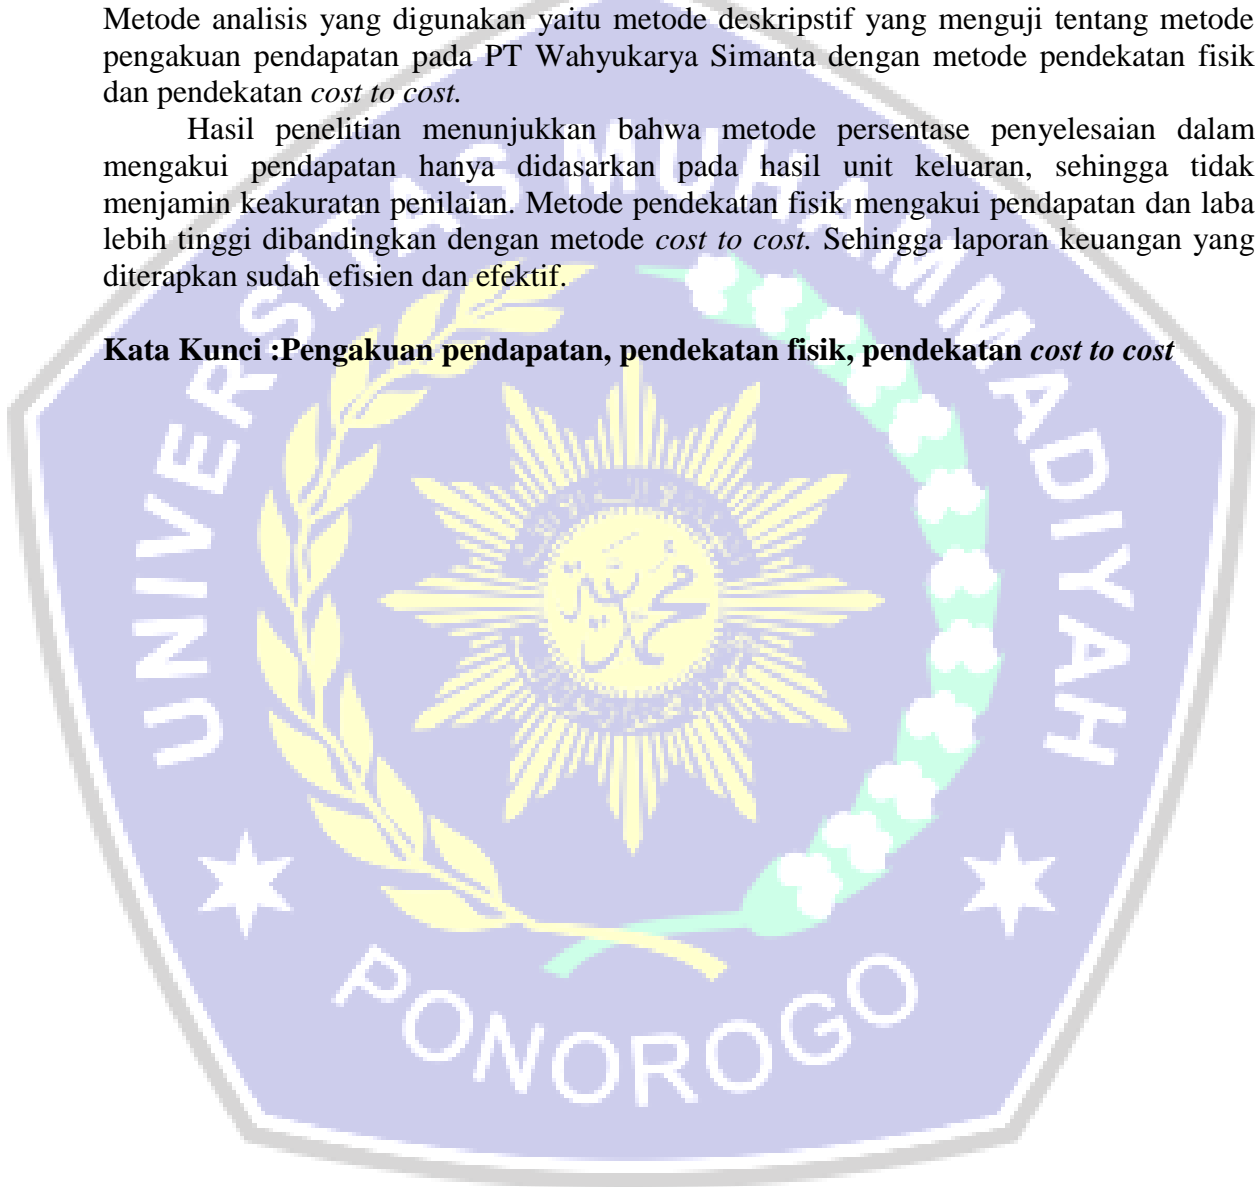 Metode analisis yang digunakan yaitu metode deskripstif yang menguji tentang metode
pengakuan pendapatan pada PT Wahyukarya Simanta dengan metode pendekatan fisik
dan pendekatan cost to cost.
Hasil penelitian menunjukkan bahwa metode persentase penyelesaian dalam
mengakui pendapatan hanya didasarkan pada hasil unit keluaran, sehingga tidak
menjamin keakuratan penilaian. Metode pendekatan fisik mengakui pendapatan dan laba
lebih tinggi dibandingkan dengan metode cost to cost. Sehingga laporan keuangan yang
diterapkan sudah efisien dan efektif.
Kata Kunci :Pengakuan pendapatan, pendekatan fisik, pendekatan cost to cost
UNIVERSITAS MUHAMMADIYAH
PONOROGO